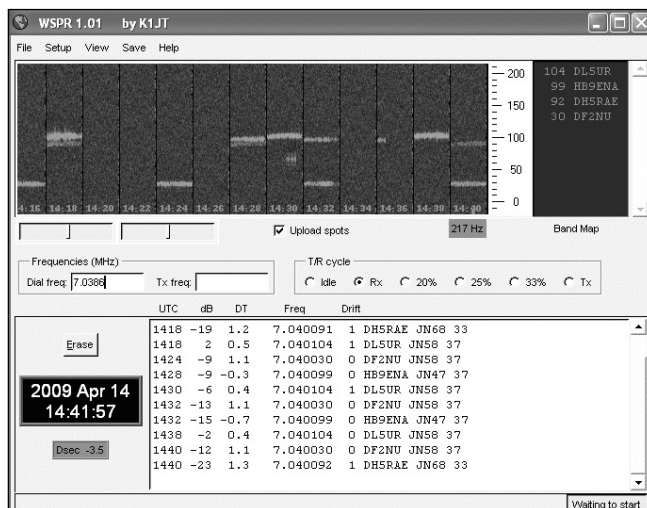 WSPR 1.01 by K1JT
File Setup View Save Help
200
150
100
50
0
104 DL5UR
99 HB9ENA
92 DH5RAE
30 DF2NU
4:16 14:18 14:20 14:22 14:24 14:26 14:28 14:30 14:32 14:34 14:36 14:38 14:40
Upload spots
217 Hz
Band Map
Frequencies (MHz)
Dial freq: 7.0386 Tx freq:
T/R cycle
Idle Rx 20% 25% 33% Tx
UTC dB DT Freq Drift
1418 -19 1.2 7.040091 1 DH5RAE JN68 33
1418 2 0.5 7.040104 1 DL5UR JN58 37
1424 -9 1.1 7.040030 0 DF2NU JN58 37
1428 -9 -0.3 7.040099 0 HB9ENA JN47 37
1430 -6 0.4 7.040104 1 DL5UR JN58 37
1432 -13 1.1 7.040030 0 DF2NU JN58 37
1432 -15 -0.7 7.040099 0 HB9ENA JN47 37
1438 -2 0.4 7.040104 0 DL5UR JN58 37
1440 -12 1.1 7.040030 0 DF2NU JN58 37
1440 -23 1.3 7.040092 1 DH5RAE JN68 33
Erase
2009 Apr 14
14:41:57
Dsec -3.5
Waiting to start